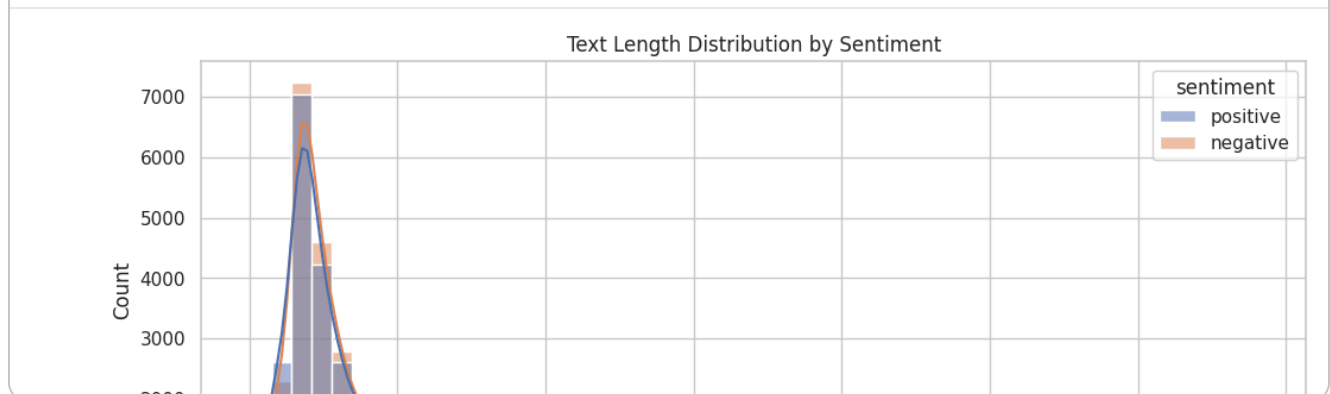 Text Length Distribution by Sentiment
sentiment
positive
negative
7000
6000
5000
4000
3000
Count